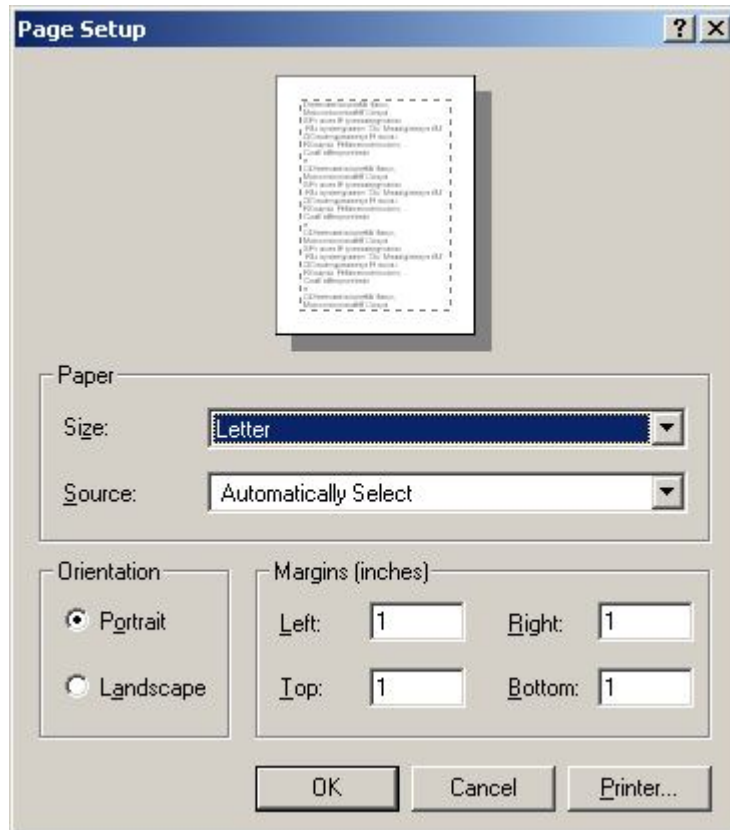 Page Setup
Paper
Size: Letter
Source: Automatically Select
Orientation
Portrait
Landscape
Margins (inches)
Left: 1 Right: 1
Top: 1 Bottom: 1
OK Cancel Printer...